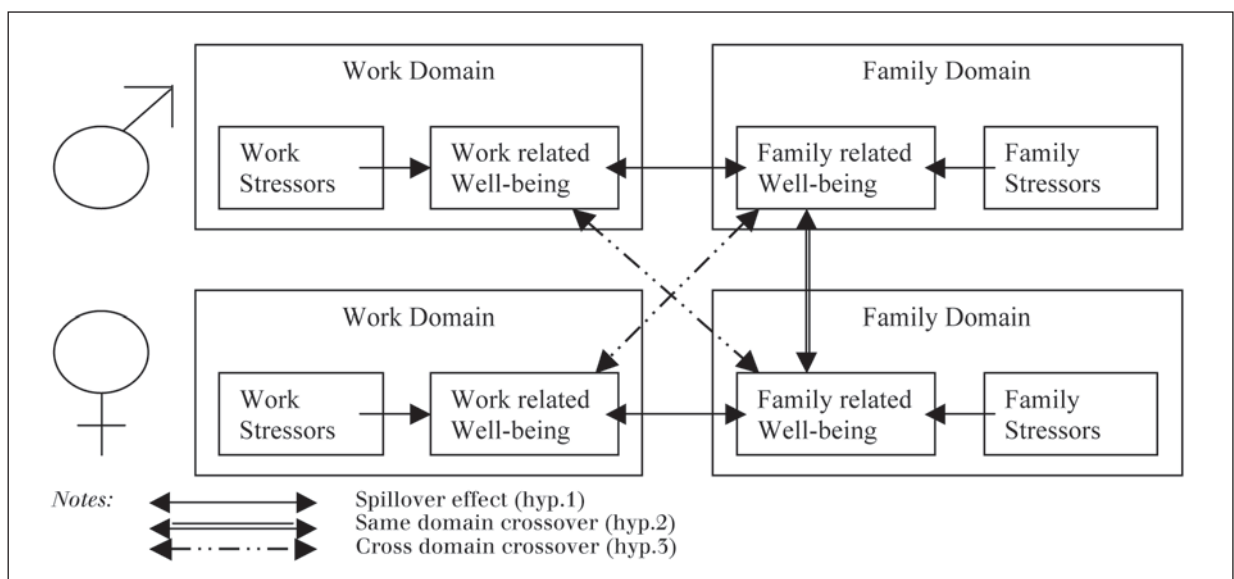 Work Domain
Family Domain
Work
Stressors
Work related
Well-being
Family related
Well-being
Family
Stressors
Work Domain
Family Domain
Work
Stressors
Work related
Well-being
Family related
Well-being
Family
Stressors
Notes:
Spillover effect (hyp.1)
Same domain crossover (hyp.2)
Cross domain crossover (hyp.3)